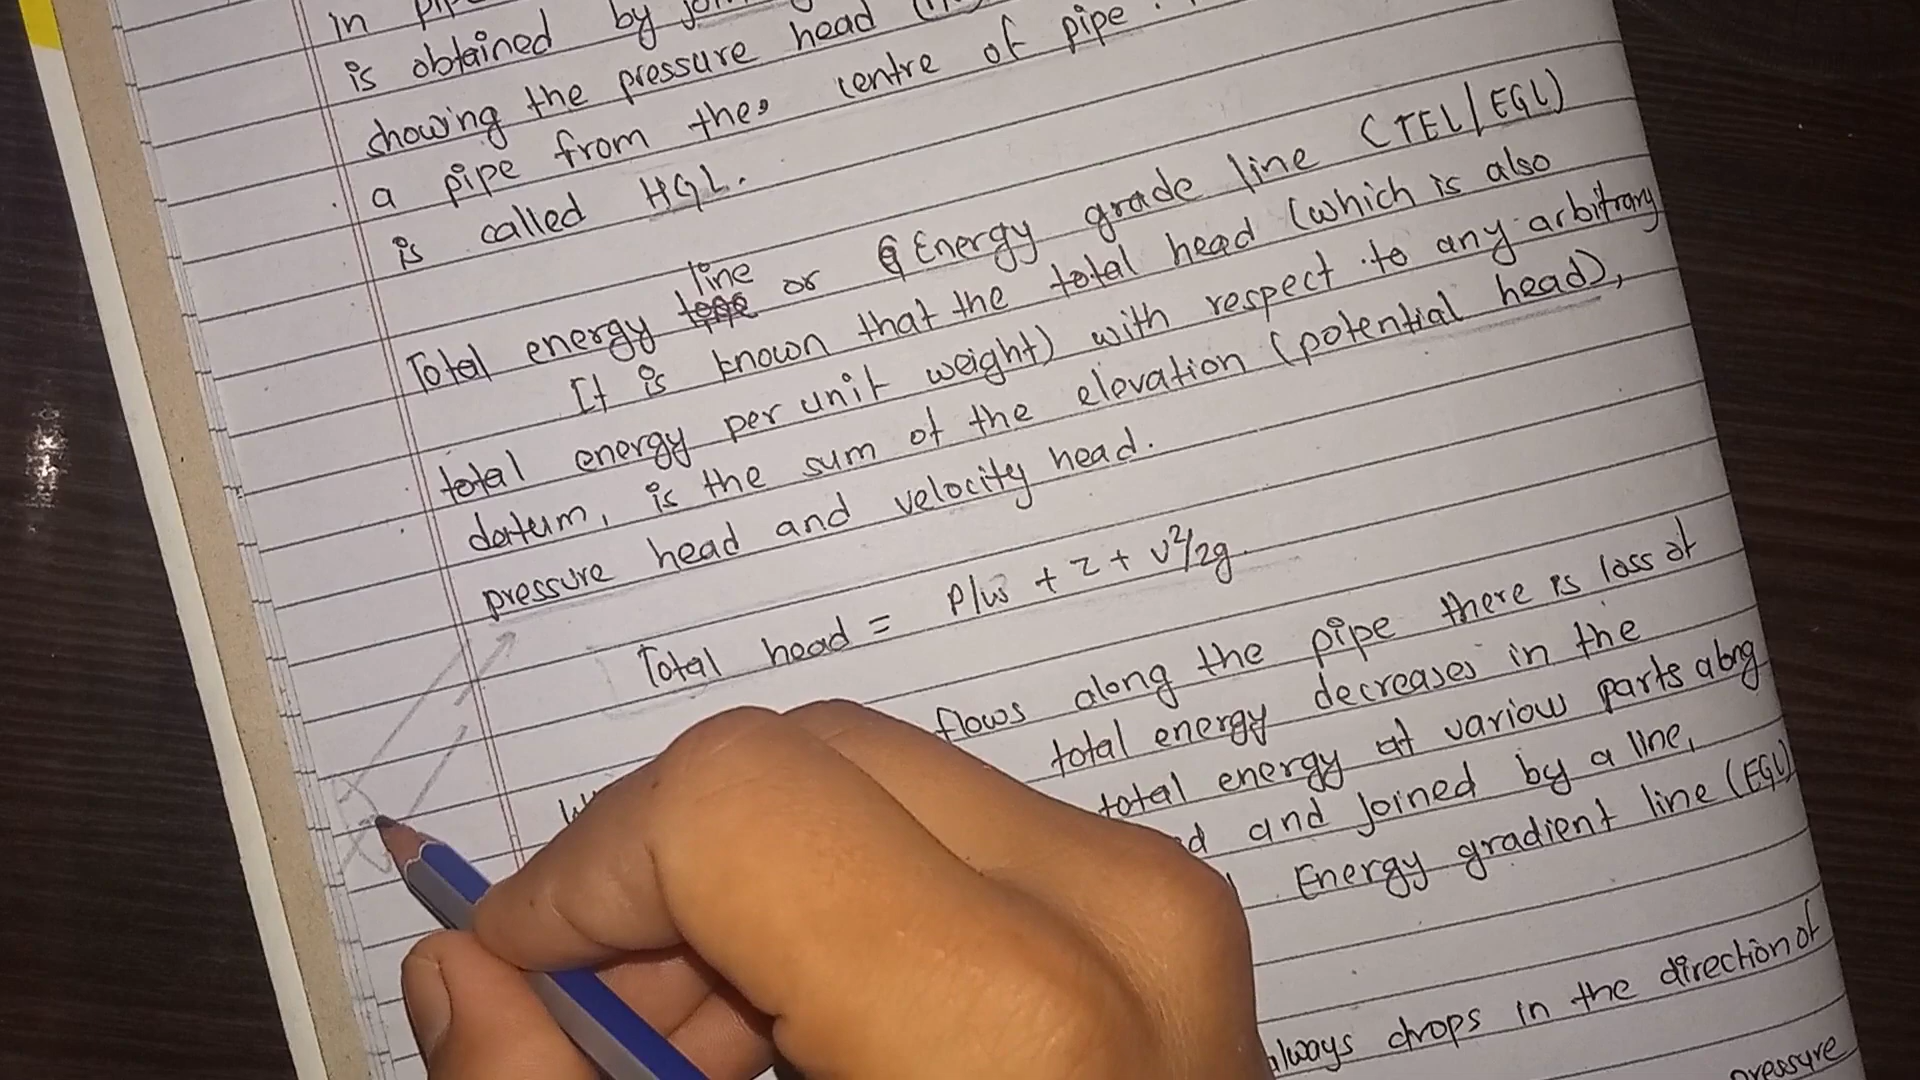 in
is obtained by
showing the pressure head
a pipe from the centre of pipe.
is called HGL.
Total energy line or Energy grade line (TEL/EGL)
It is known that the total head (which is also
total energy per unit weight) with respect to any arbitrary
datum, is the sum of the elevation (potential head),
pressure head and velocity head.
Total head = P/w + z + v²/2g.
flows along the pipe there is loss of
total energy decreases in the
total energy at various parts along
and joined by a line,
Energy gradient line (EGL)
always drops in the direction of
pressure